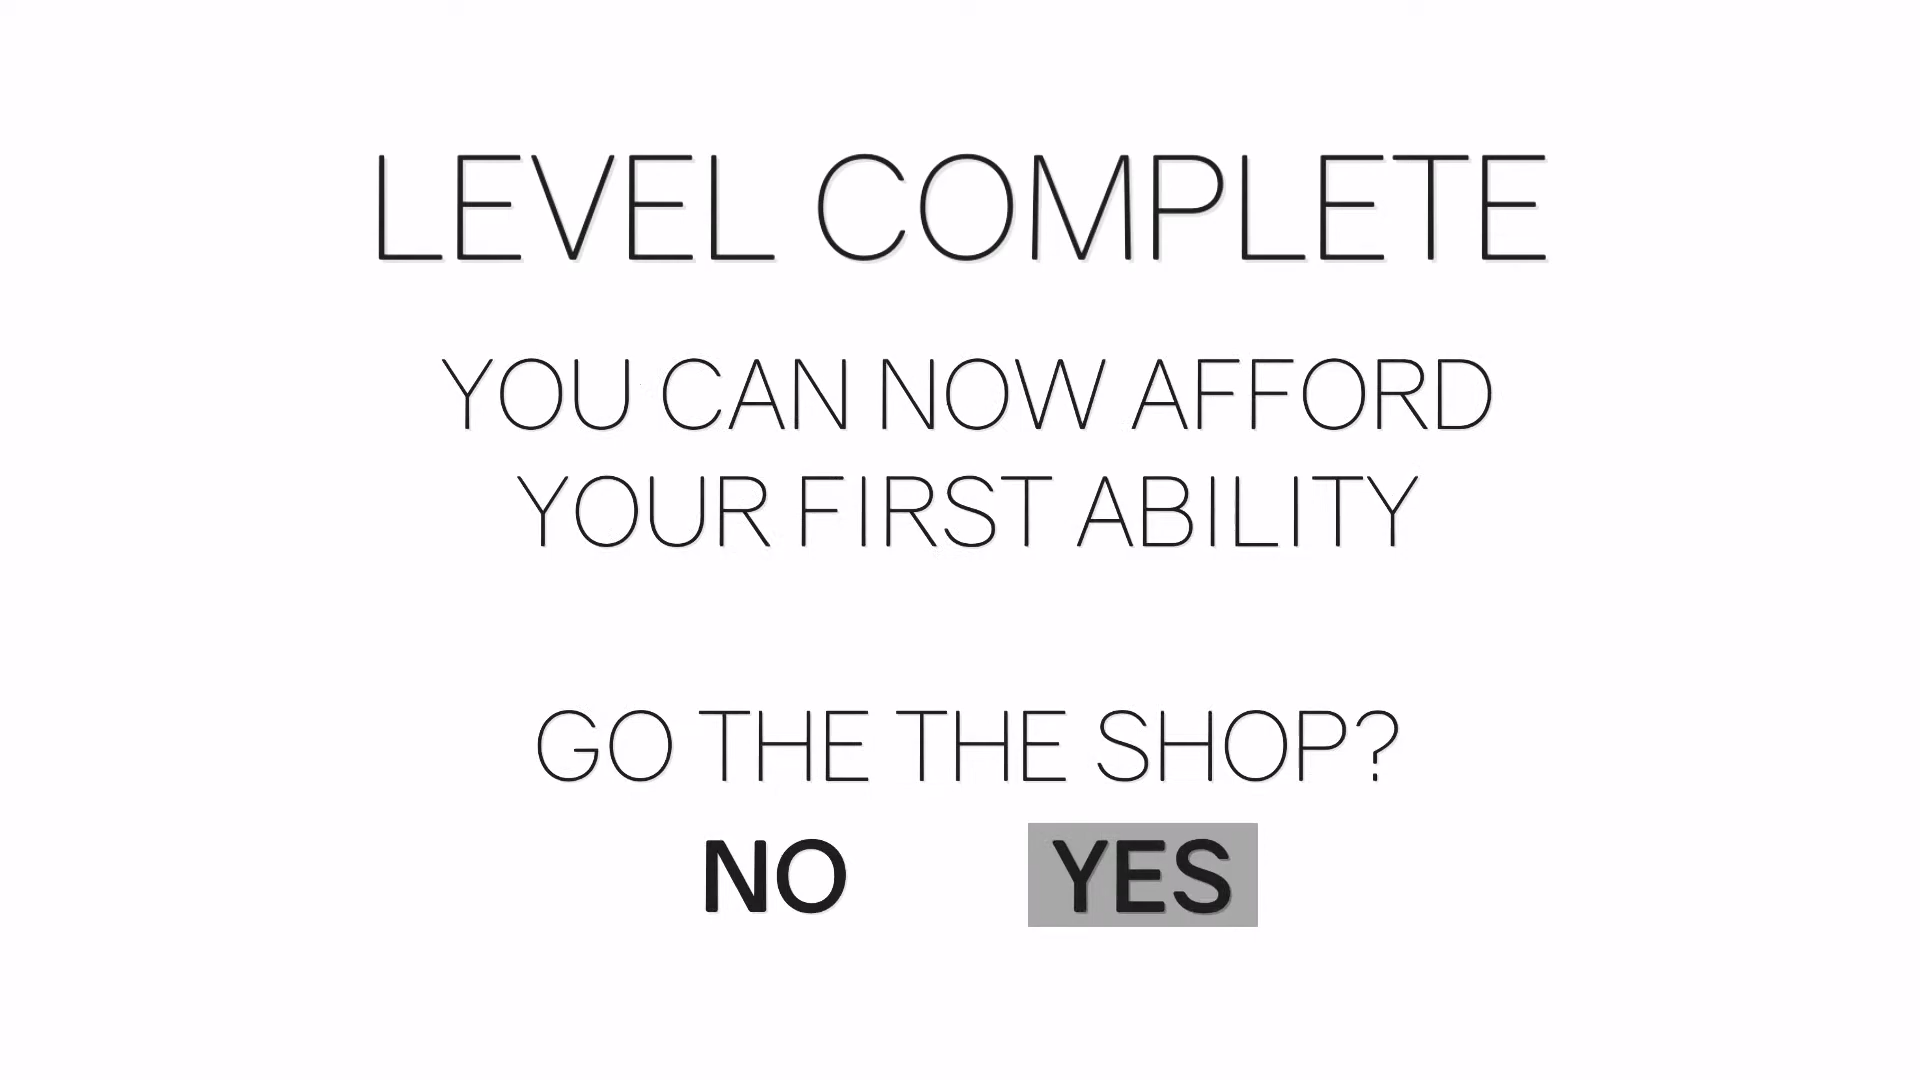 LEVEL COMPLETE
YOU CAN NOW AFFORD
YOUR FIRST ABILITY
GO THE THE SHOP?
NO YES